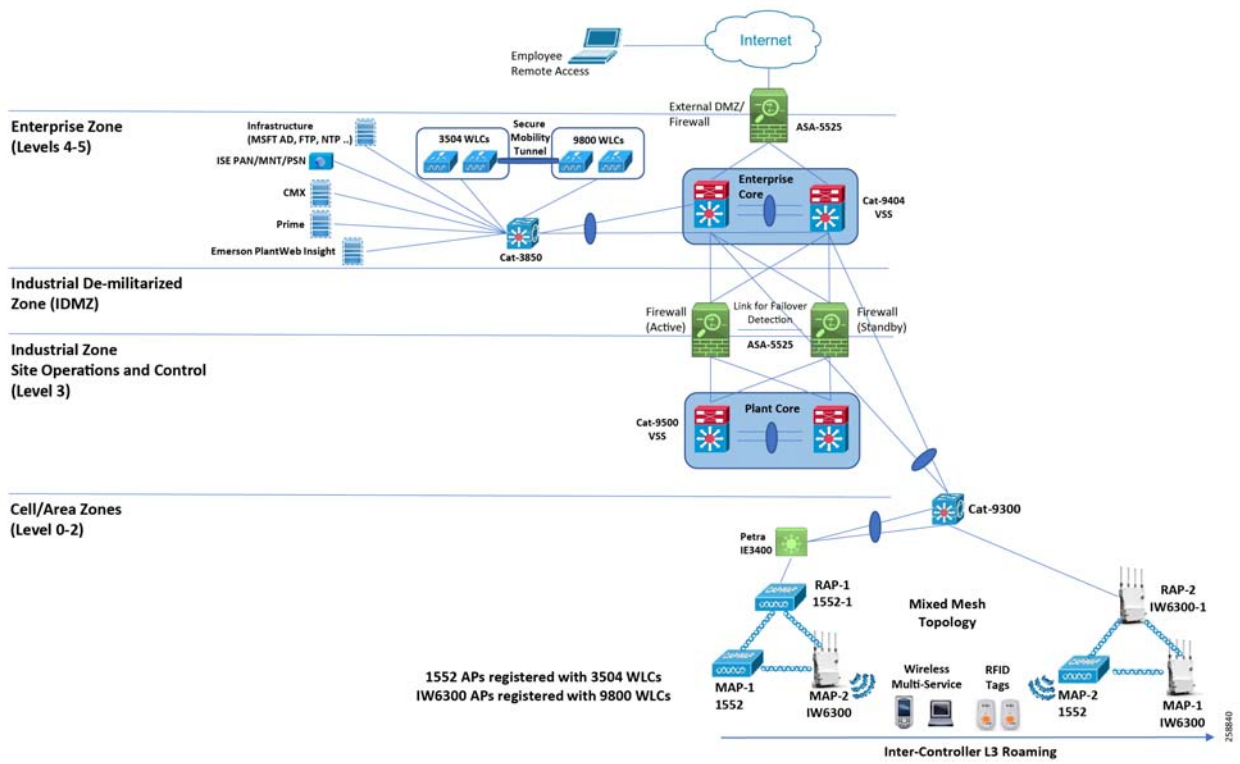 Internet
Employee
Remote Access
External DMZ/
Firewall
ASA-5525
Enterprise Zone
(Levels 4-5)
Infrastructure
(MSFT AD, FTP, NTP ..)
ISE PAN/MNT/PSN
CMX
Prime
Emerson PlantWeb Insight
3504 WLCs
Secure
Mobility
Tunnel
9800 WLCs
Cat-3850
Enterprise
Core
Cat-9404
VSS
Industrial De-militarized
Zone (IDMZ)
Firewall
(Active)
Link for Failover
Detection
ASA-5525
Firewall
(Standby)
Industrial Zone
Site Operations and Control
(Level 3)
Cat-9500
VSS
Plant Core
Cell/Area Zones
(Level 0-2)
Cat-9300
Petra
IE3400
CAPWAP
RAP-1
1552-1
Mixed Mesh
Topology
RAP-2
IW6300-1
1552 APs registered with 3504 WLCs
IW6300 APs registered with 9800 WLCs
CAPWAP
MAP-1
1552
MAP-2
IW6300
Wireless
Multi-Service
RFID
Tags
CAPWAP
MAP-2
1552
MAP-1
IW6300
Inter-Controller L3 Roaming
258840